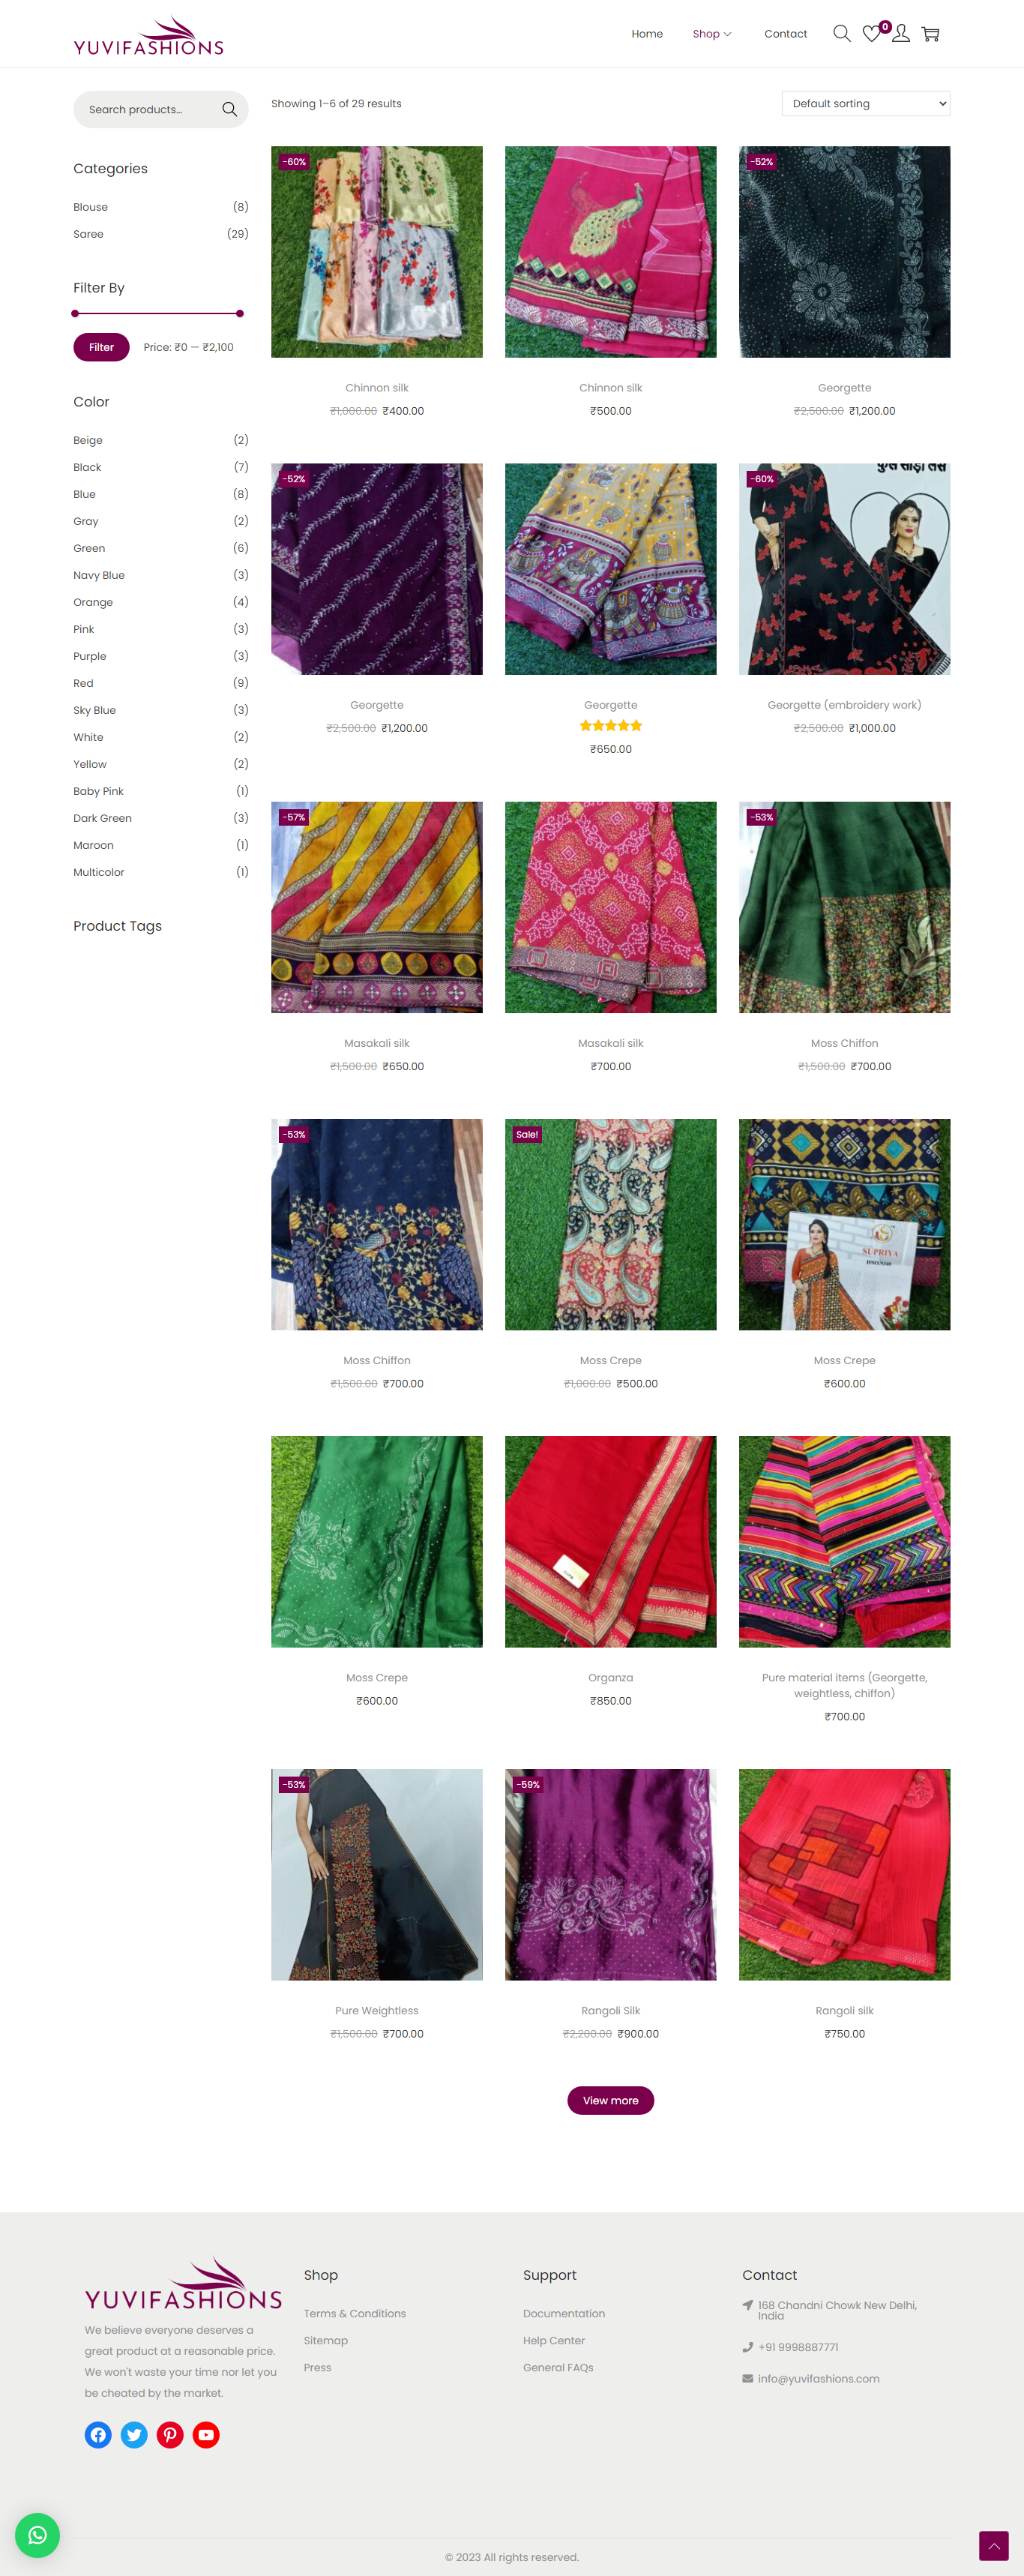 YUVIFASHIONS
Home
Shop
Contact
0
Search products...
Showing 1–6 of 29 results
Default sorting
Categories
Blouse (8)
Saree (29)
Filter By
Filter
Price: ₹0 — ₹2,100
Color
Beige (2)
Black (7)
Blue (8)
Gray (2)
Green (6)
Navy Blue (3)
Orange (4)
Pink (3)
Purple (3)
Red (9)
Sky Blue (3)
White (2)
Yellow (2)
Baby Pink (1)
Dark Green (3)
Maroon (1)
Multicolor (1)
Product Tags
-60%
Chinnon silk
₹1,000.00 ₹400.00
Chinnon silk
₹500.00
-52%
Georgette
₹2,500.00 ₹1,200.00
-52%
Georgette
₹2,500.00 ₹1,200.00
Georgette
₹650.00
-60%
Georgette (embroidery work)
₹2,500.00 ₹1,000.00
-57%
Masakali silk
₹1,500.00 ₹650.00
Masakali silk
₹700.00
-53%
Moss Chiffon
₹1,500.00 ₹700.00
-53%
Moss Chiffon
₹1,500.00 ₹700.00
Sale!
Moss Crepe
₹1,000.00 ₹500.00
SUPRIYA
Moss Crepe
₹600.00
Moss Crepe
₹600.00
Organza
₹850.00
Pure material items (Georgette,
weightless, chiffon)
₹700.00
-53%
Pure Weightless
₹1,500.00 ₹700.00
-59%
Rangoli Silk
₹2,200.00 ₹900.00
Rangoli silk
₹750.00
View more
YUVIFASHIONS
We believe everyone deserves a
great product at a reasonable price.
We won't waste your time nor let you
be cheated by the market.
Shop
Terms & Conditions
Sitemap
Press
Support
Documentation
Help Center
General FAQs
Contact
168 Chandni Chowk New Delhi,
India
+91 9998887771
info@yuvifashions.com
© 2023 All rights reserved.